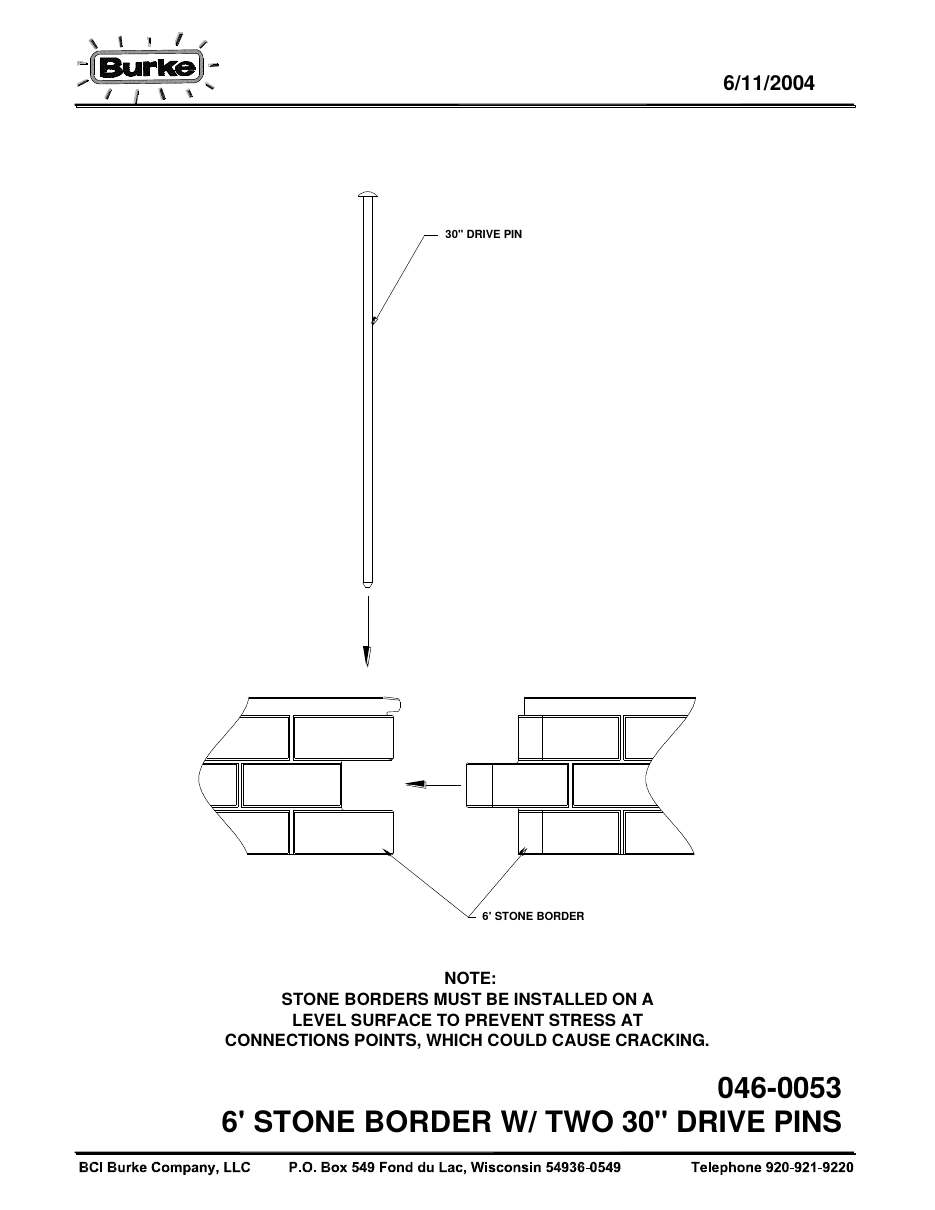 Burke
6/11/2004
30" DRIVE PIN
6' STONE BORDER
NOTE:
STONE BORDERS MUST BE INSTALLED ON A
LEVEL SURFACE TO PREVENT STRESS AT
CONNECTIONS POINTS, WHICH COULD CAUSE CRACKING.
046-0053
6' STONE BORDER W/ TWO 30" DRIVE PINS
BCI Burke Company, LLC P.O. Box 549 Fond du Lac, Wisconsin 54936-0549 Telephone 920-921-9220